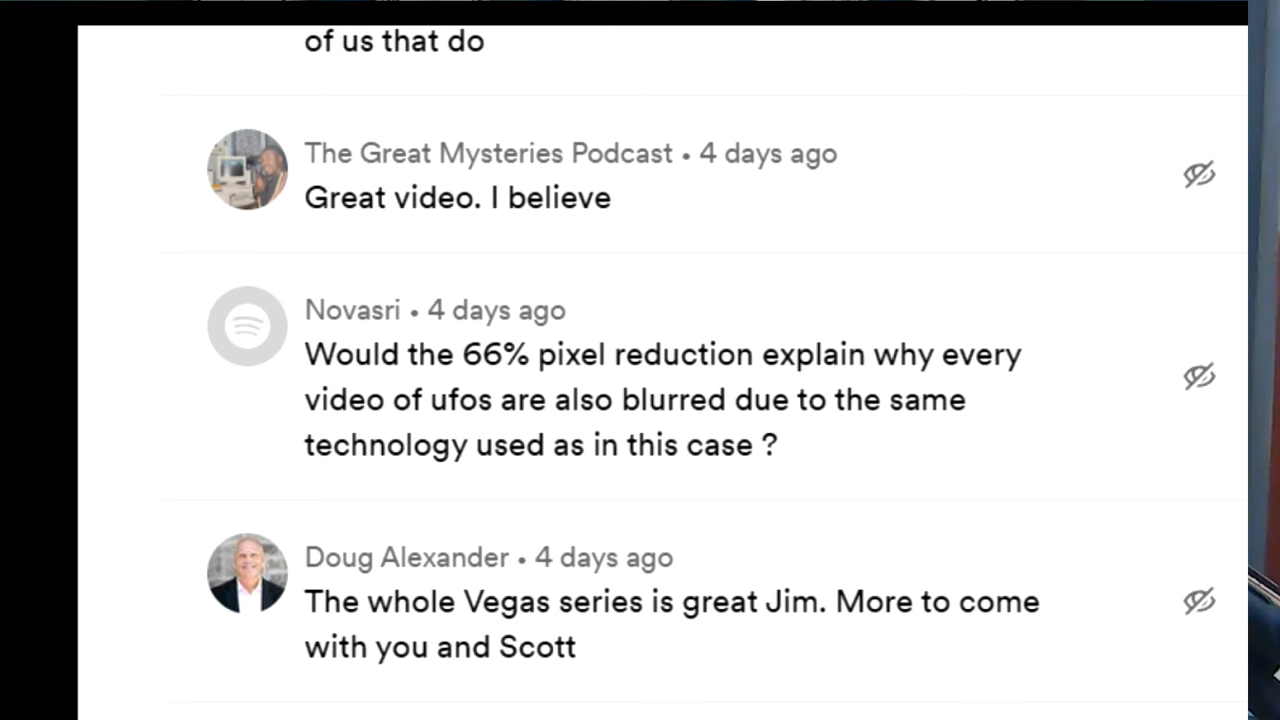 of us that do
The Great Mysteries Podcast • 4 days ago
Great video. I believe
Novasri • 4 days ago
Would the 66% pixel reduction explain why every
video of ufos are also blurred due to the same
technology used as in this case ?
Doug Alexander • 4 days ago
The whole Vegas series is great Jim. More to come
with you and Scott